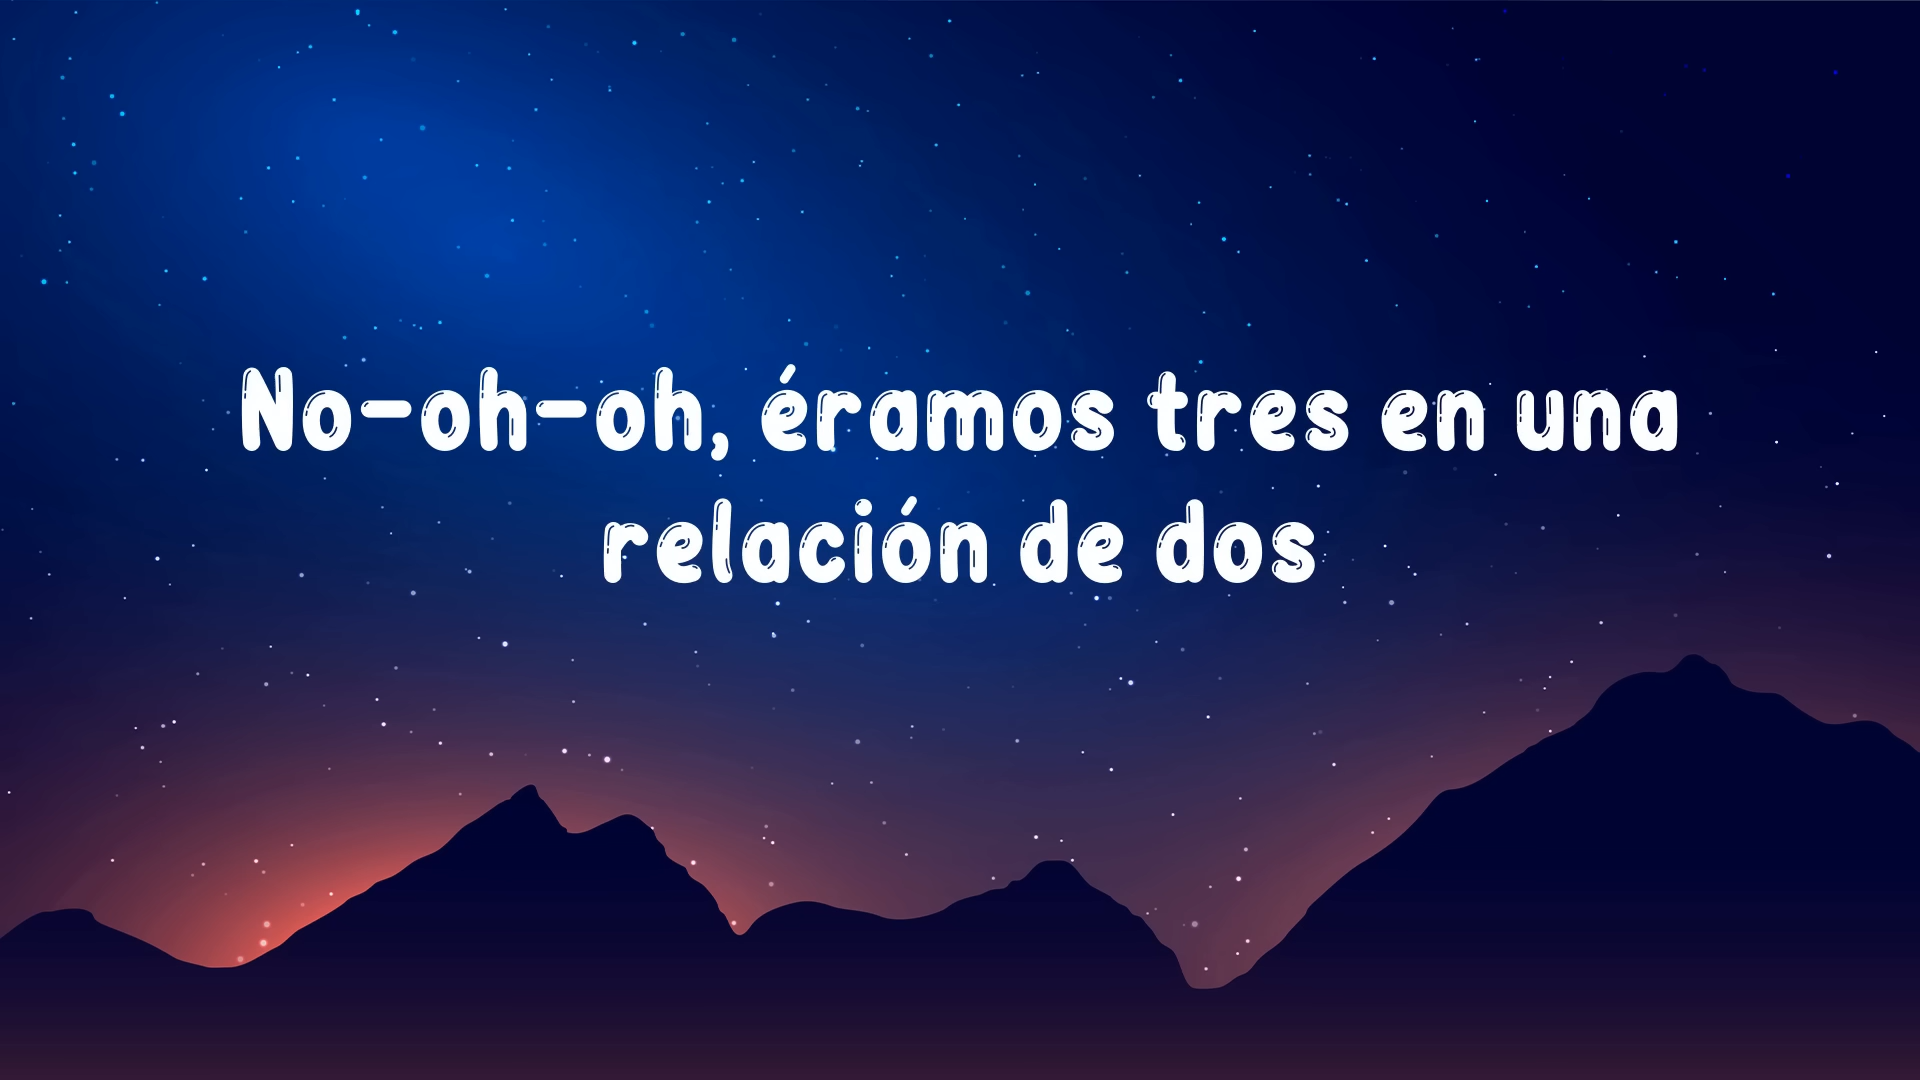 No-oh-oh, éramos tres en una
relación de dos